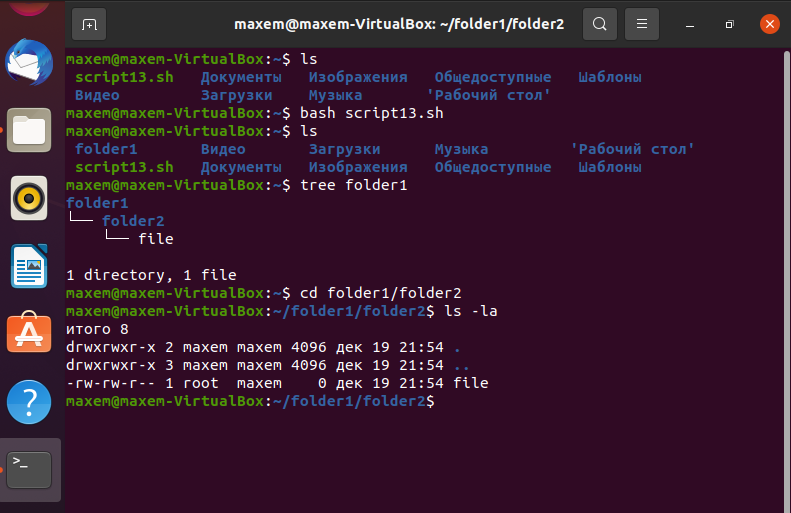 maxem@maxem-VirtualBox: ~/folder1/folder2
maxem@maxem-VirtualBox:~$ ls
script13.sh Документы Изображения Общедоступные Шаблоны
Видео Загрузки Музыка 'Рабочий стол'
maxem@maxem-VirtualBox:~$ bash script13.sh
maxem@maxem-VirtualBox:~$ ls
folder1 Видео Загрузки Музыка 'Рабочий стол'
script13.sh Документы Изображения Общедоступные Шаблоны
maxem@maxem-VirtualBox:~$ tree folder1
folder1
└── folder2
    └── file
1 directory, 1 file
maxem@maxem-VirtualBox:~$ cd folder1/folder2
maxem@maxem-VirtualBox:~/folder1/folder2$ ls -la
итого 8
drwxrwxr-x 2 maxem maxem 4096 дек 19 21:54 .
drwxrwxr-x 3 maxem maxem 4096 дек 19 21:54 ..
-rw-rw-r-- 1 root  maxem    0 дек 19 21:54 file
maxem@maxem-VirtualBox:~/folder1/folder2$